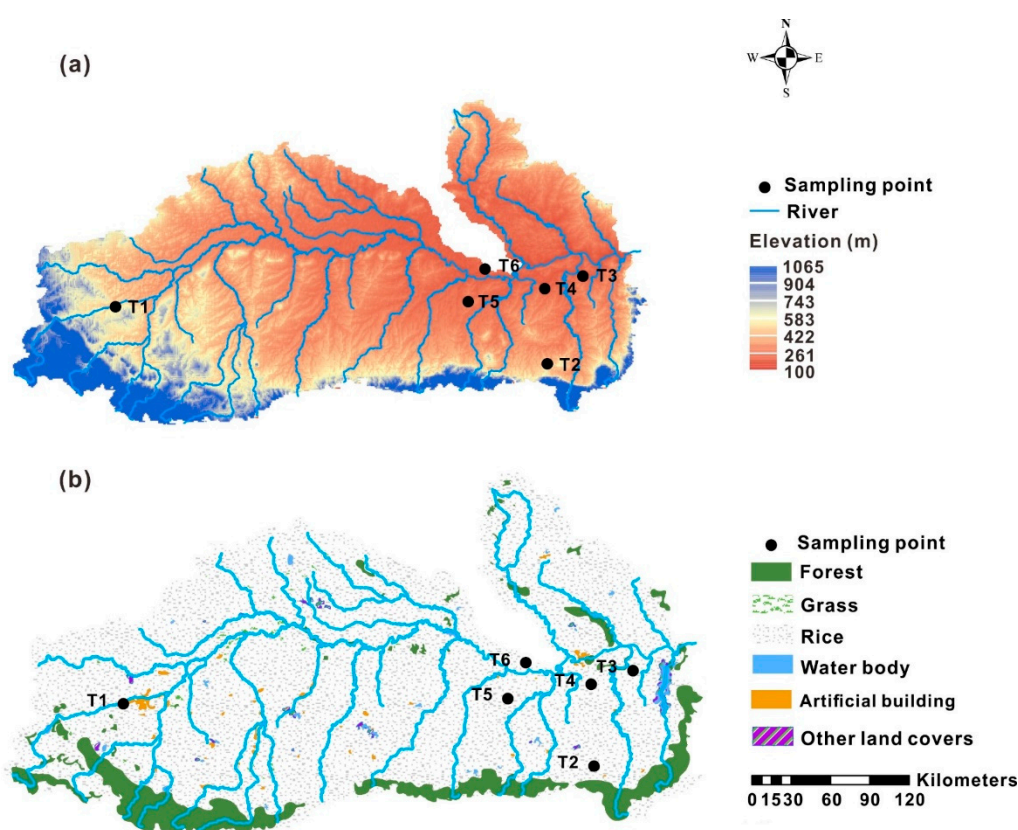 (a)
N
W E
S
Sampling point
River
Elevation (m)
1065
904
743
583
422
261
100
T1
T6
T3
T4
T5
T2
(b)
Sampling point
Forest
Grass
Rice
Water body
Artificial building
Other land covers
Kilometers
0 15 30 60 90 120
T6
T3
T4
T5
T1
T2